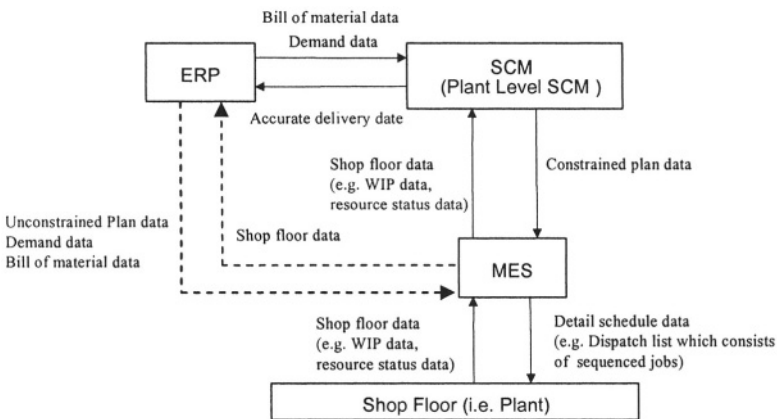 Bill of material data
Demand data
ERP
SCM
(Plant Level SCM )
Accurate delivery date
Shop floor data
(e.g. WIP data,
resource status data)
Constrained plan data
Unconstrained Plan data
Demand data
Bill of material data
Shop floor data
MES
Shop floor data
(e.g. WIP data,
resource status data)
Detail schedule data
(e.g. Dispatch list which consists
of sequenced jobs)
Shop Floor (i.e. Plant)